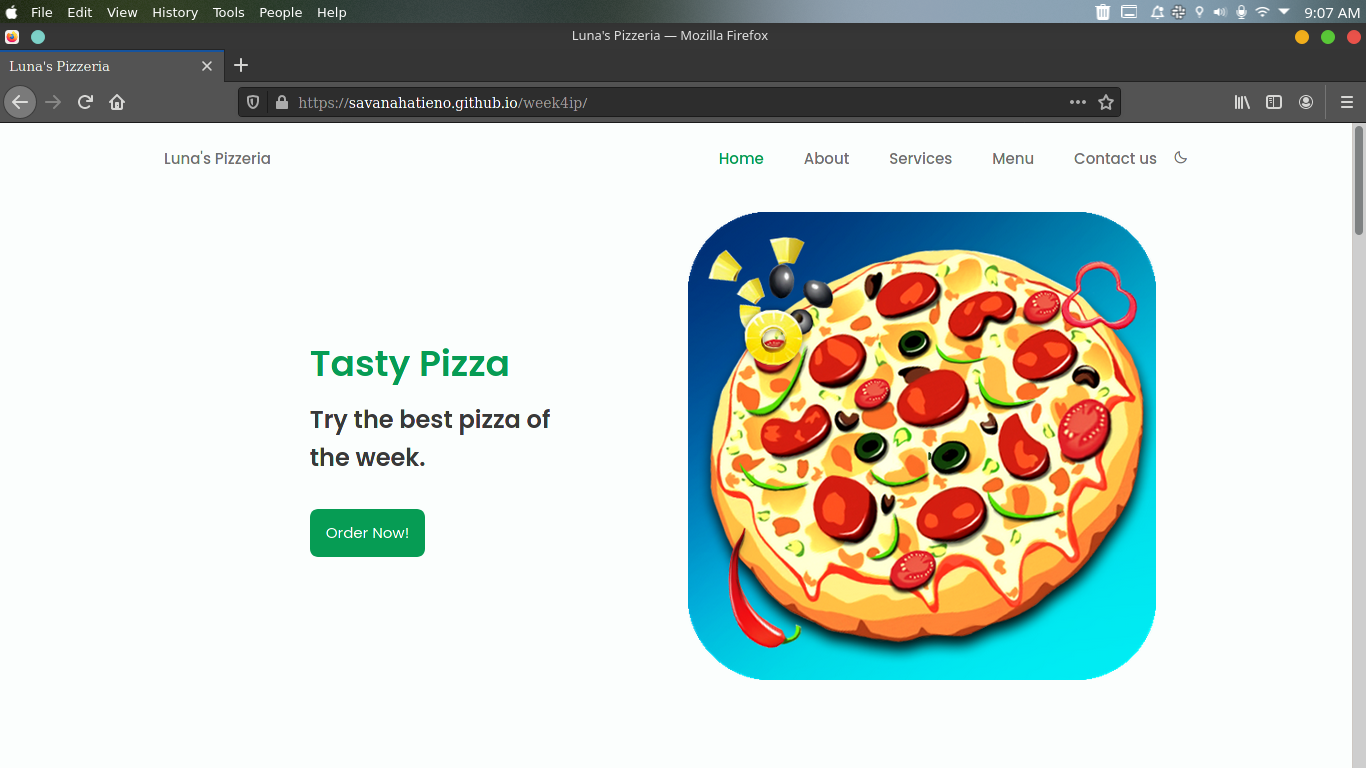 File Edit View History Tools People Help 9:07 AM
Luna's Pizzeria — Mozilla Firefox
Luna's Pizzeria
https://savanahatieno.github.io/week4ip/
Luna's Pizzeria Home About Services Menu Contact us
Tasty Pizza
Try the best pizza of
the week.
Order Now!